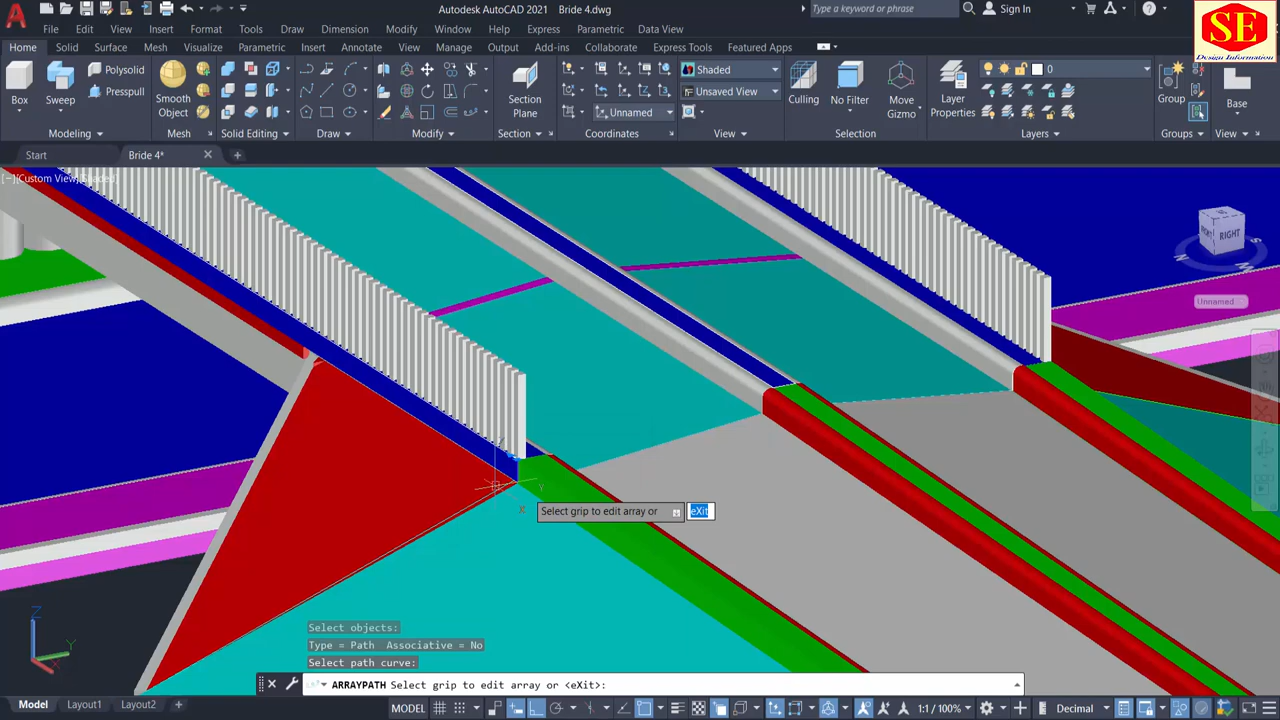 Autodesk AutoCAD 2021 Bride 4.dwg
Type a keyword or phrase
Sign In
SE
Design Information
File Edit View Insert Format Tools Draw Dimension Modify Window Help Express Parametric Data View
Home Solid Surface Mesh Visualize Parametric Insert Annotate View Manage Output Add-ins Collaborate Express Tools Featured Apps
Box
Sweep
Polysolid
Presspull
Smooth
Object
Section
Plane
Unnamed
Shaded
Unsaved View
Culling
No Filter
Move
Gizmo
Layer
Properties
0
Group
Base
Modeling
Mesh
Solid Editing
Draw
Modify
Section
Coordinates
View
Selection
Layers
Groups
View
Start
Bride 4*
[−][Custom View][Shaded]
RIGHT
Unnamed
Y
X
Select grip to edit array or
eXit
Z
Y
Select objects:
Type = Path Associative = No
Select path curve:
ARRAYPATH Select grip to edit array or <eXit>:
Model Layout1 Layout2
MODEL
1:1 / 100%
Decimal